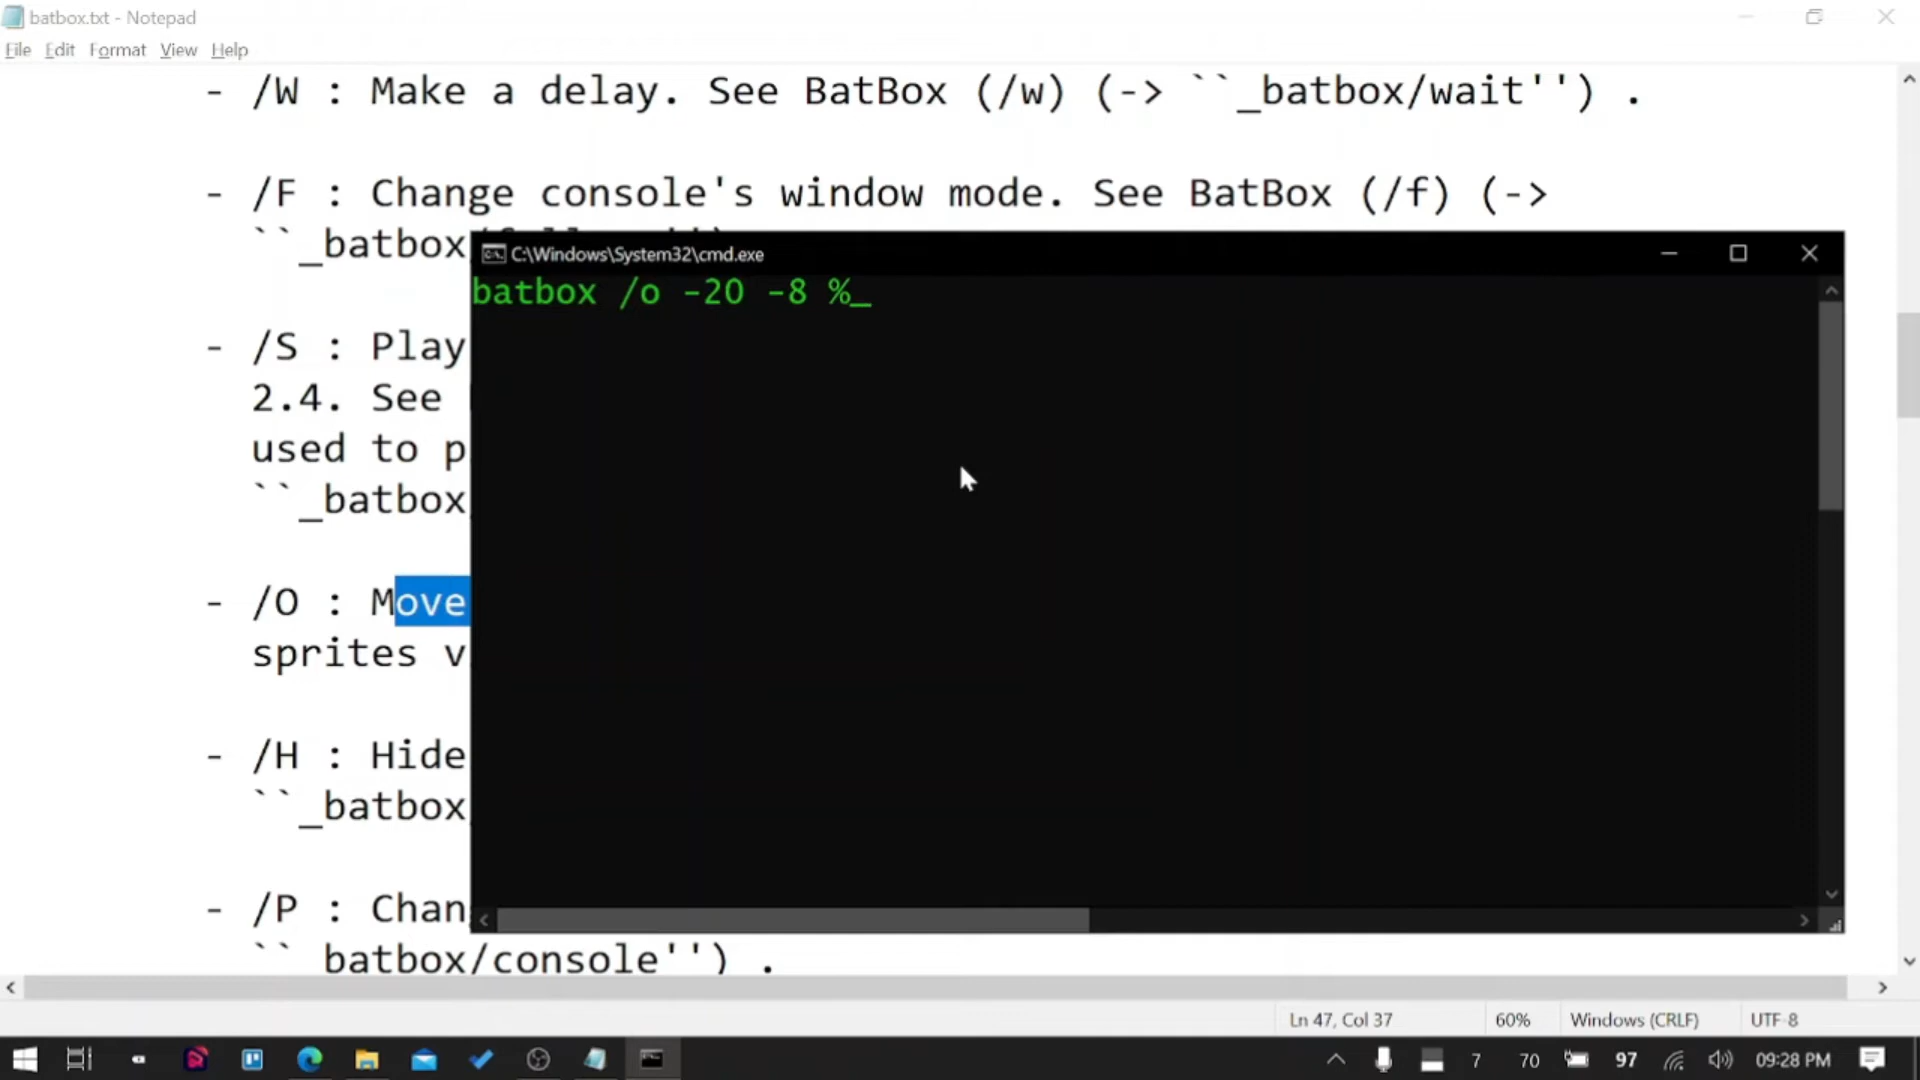 batbox.txt - Notepad
File Edit Format View Help
- /W : Make a delay. See BatBox (/w) (-> ``_batbox/wait'') .
- /F : Change console's window mode. See BatBox (/f) (->
``_batbox
C:\Windows\System32\cmd.exe
batbox /o -20 -8 %_
- /S : Play
2.4. See
used to p
``_batbox
- /O : Move
sprites v
- /H : Hide
``_batbox
- /P : Chan
`` batbox/console'') .
Ln 47, Col 37 60% Windows (CRLF) UTF-8
7 70 97 09:28 PM